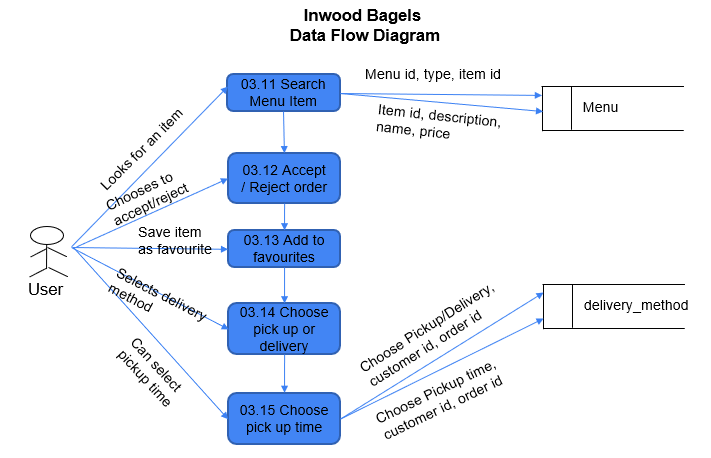 Inwood Bagels
Data Flow Diagram
Menu id, type, item id
03.11 Search
Menu Item
Menu
Item id, description,
name, price
Looks for an item
03.12 Accept
/ Reject order
Chooses to
accept/reject
Save item
as favourite
03.13 Add to
favourites
User
Selects delivery
method
03.14 Choose
pick up or
delivery
Choose Pickup/Delivery,
customer id, order id
delivery_method
Can select
pickup time
03.15 Choose
pick up time
Choose Pickup time,
customer id, order id